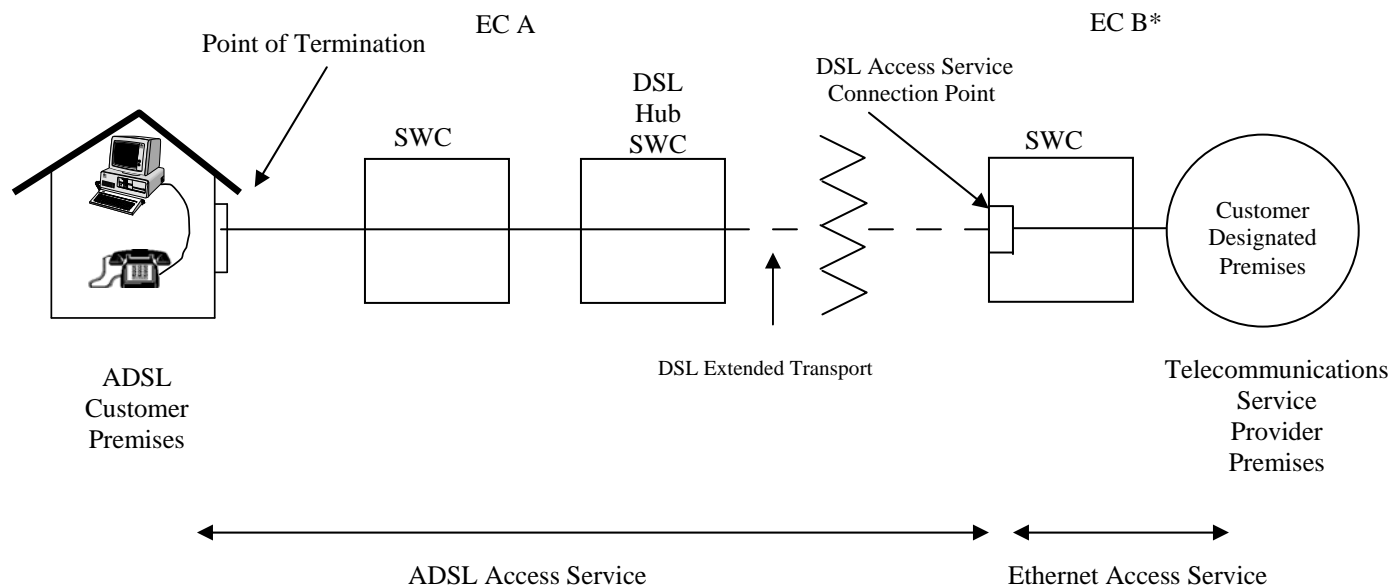 EC A
EC B*
Point of Termination
DSL Access Service
Connection Point
DSL
Hub
SWC
SWC
SWC
Customer
Designated
Premises
DSL Extended Transport
ADSL
Customer
Premises
Telecommunications
Service
Provider
Premises
ADSL Access Service
Ethernet Access Service